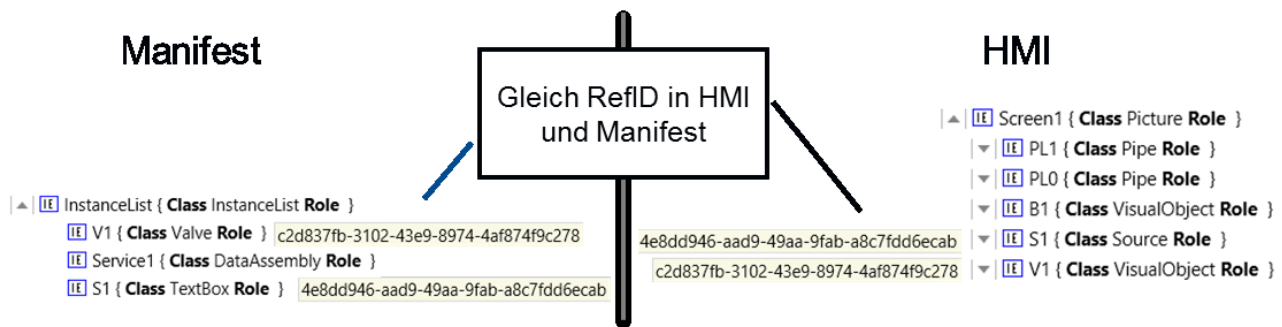 Manifest
HMI
Gleich RefID in HMI
und Manifest
InstanceList { Class InstanceList Role }
V1 { Class Valve Role } c2d837fb-3102-43e9-8974-4af874f9c278
Service1 { Class DataAssembly Role }
S1 { Class TextBox Role } 4e8dd946-aad9-49aa-9fab-a8c7fdd6ecab
Screen1 { Class Picture Role }
PL1 { Class Pipe Role }
PL0 { Class Pipe Role }
B1 { Class VisualObject Role }
4e8dd946-aad9-49aa-9fab-a8c7fdd6ecab S1 { Class Source Role }
c2d837fb-3102-43e9-8974-4af874f9c278 V1 { Class VisualObject Role }